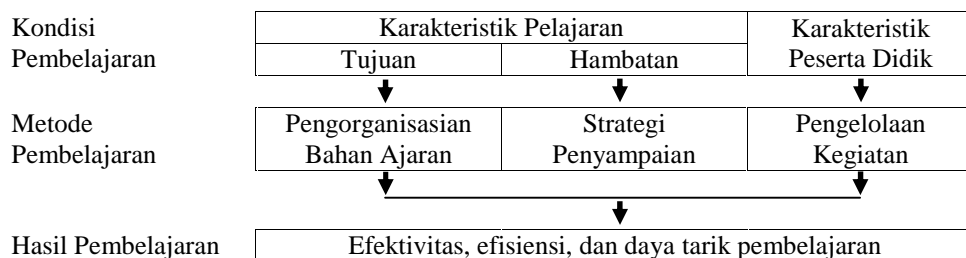 Kondisi
Pembelajaran
Karakteristik Pelajaran
Tujuan
Hambatan
Karakteristik
Peserta Didik
Metode
Pembelajaran
Pengorganisasian
Bahan Ajaran
Strategi
Penyampaian
Pengelolaan
Kegiatan
Hasil Pembelajaran
Efektivitas, efisiensi, dan daya tarik pembelajaran